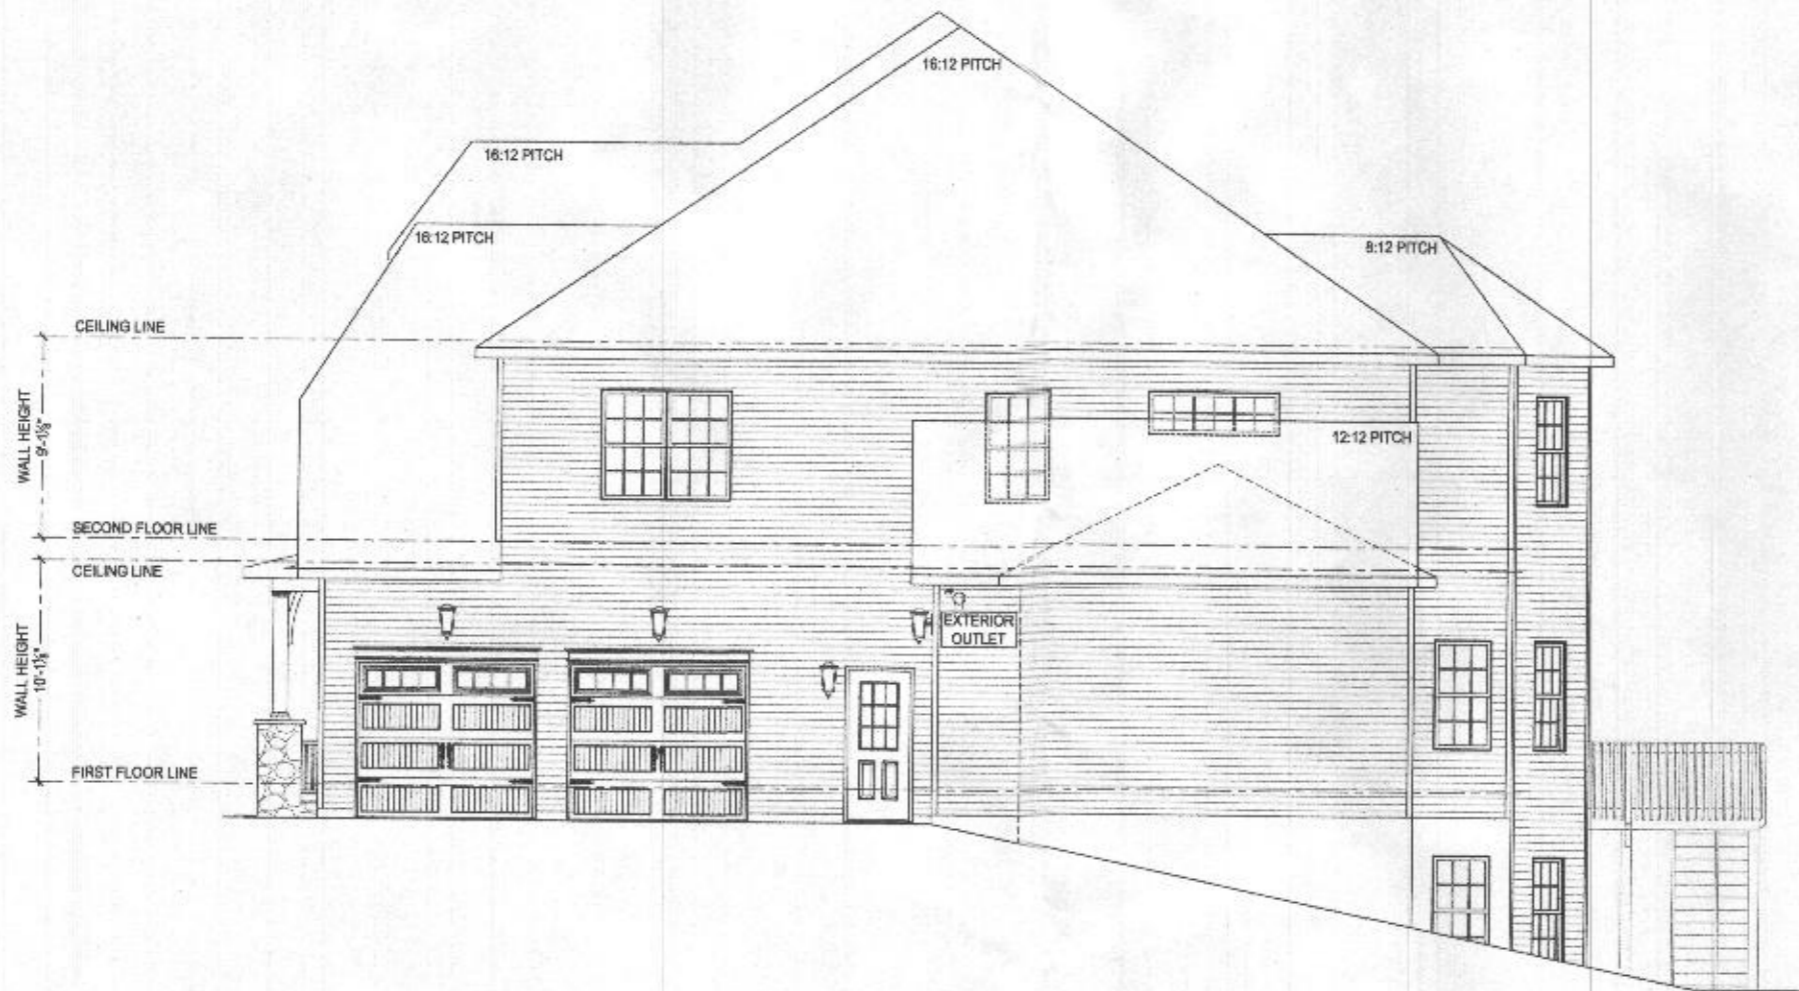 16:12 PITCH
16:12 PITCH
16:12 PITCH
8:12 PITCH
CEILING LINE
WALL HEIGHT
9'-1⅛"
12:12 PITCH
SECOND FLOOR LINE
CEILING LINE
EXTERIOR
OUTLET
WALL HEIGHT
10'-1⅛"
FIRST FLOOR LINE